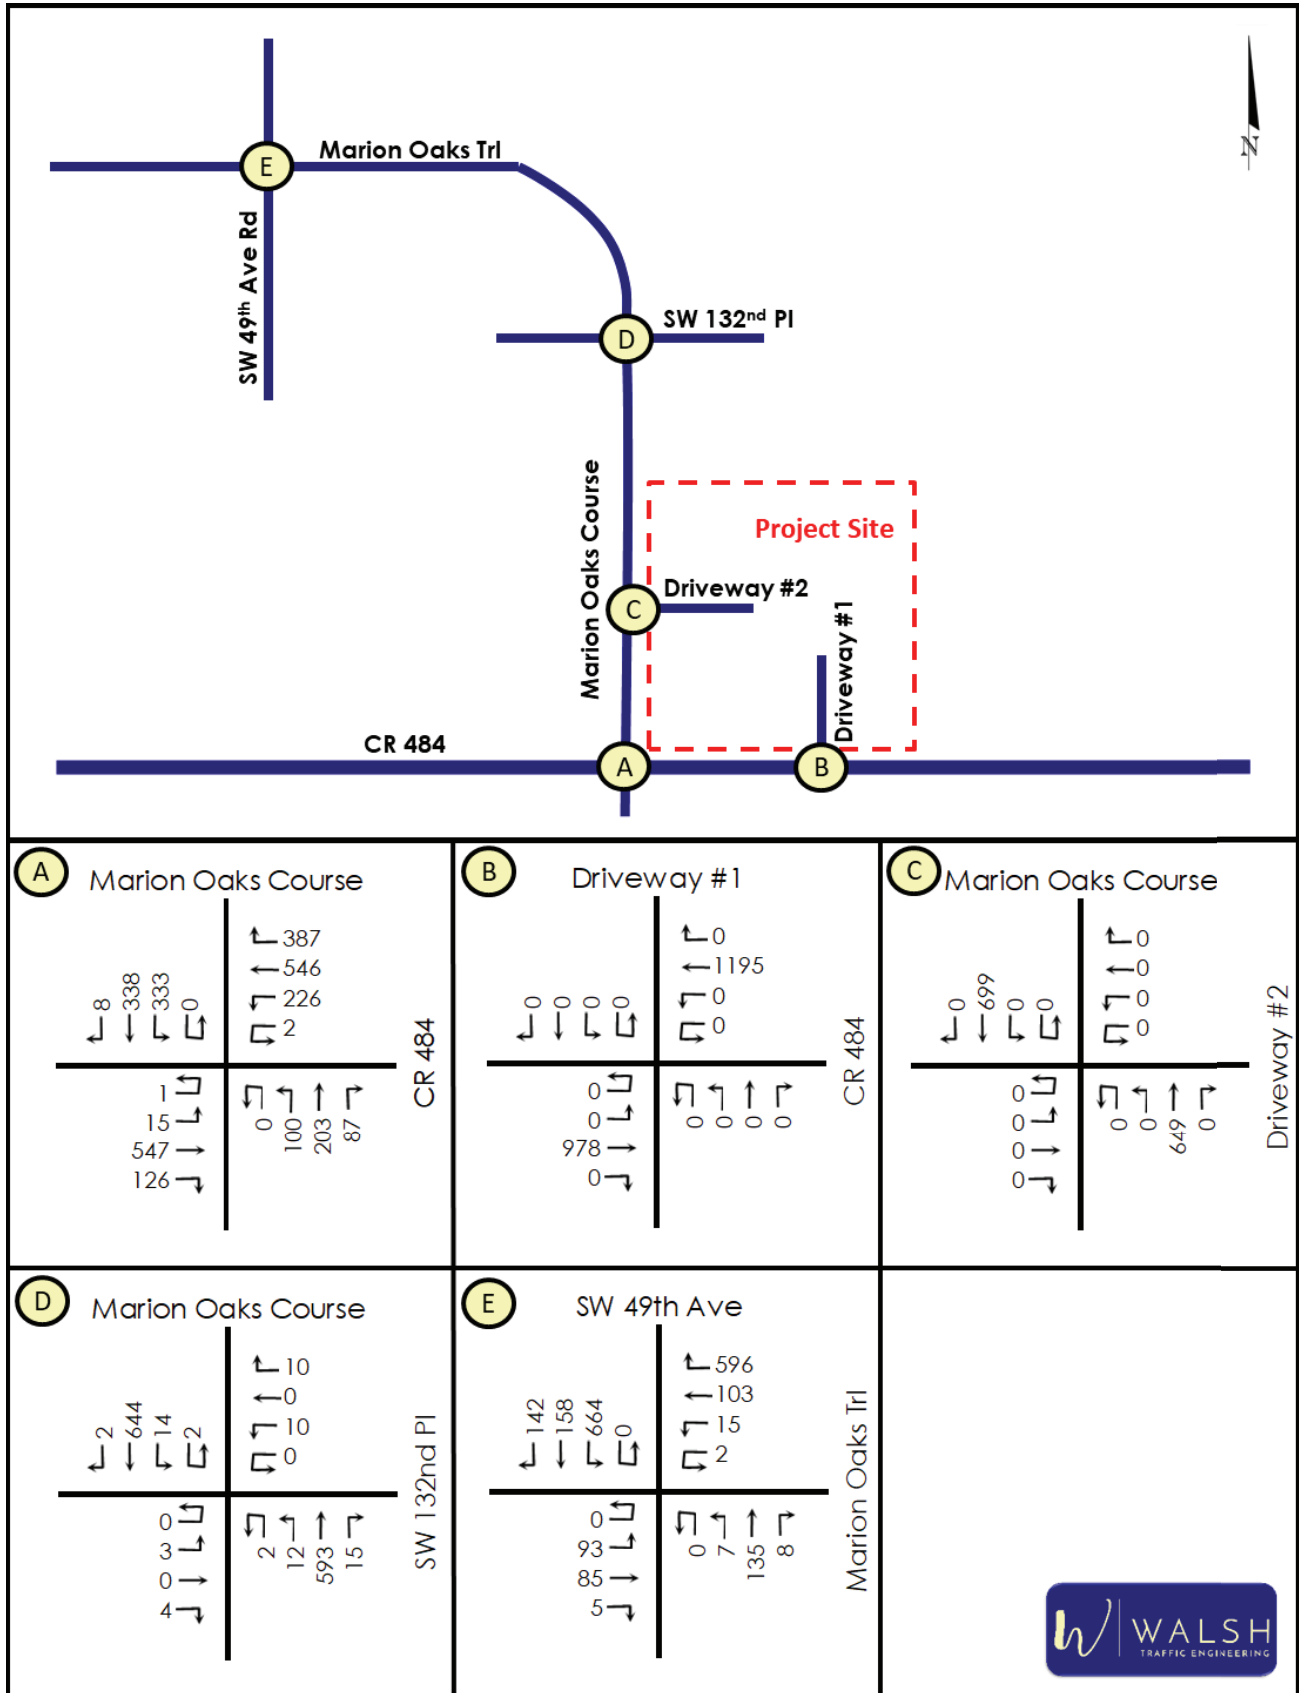 N
E
Marion Oaks Trl
SW 49th Ave Rd
D
SW 132nd Pl
Marion Oaks Course
Project Site
C
Driveway #2
Driveway #1
CR 484
A
B
A
Marion Oaks Course
387
546
226
2
8
338
333
0
1
15
547
126
0
100
203
87
CR 484
B
Driveway #1
0
1195
0
0
0
0
0
0
0
0
978
0
0
0
0
0
CR 484
C
Marion Oaks Course
0
0
0
0
0
699
0
0
0
0
0
0
0
0
649
0
Driveway #2
D
Marion Oaks Course
10
0
10
0
2
644
14
2
0
3
0
4
2
12
593
15
SW 132nd Pl
E
SW 49th Ave
596
103
15
2
142
158
664
0
0
93
85
5
0
7
135
8
Marion Oaks Trl
W WALSH
TRAFFIC ENGINEERING